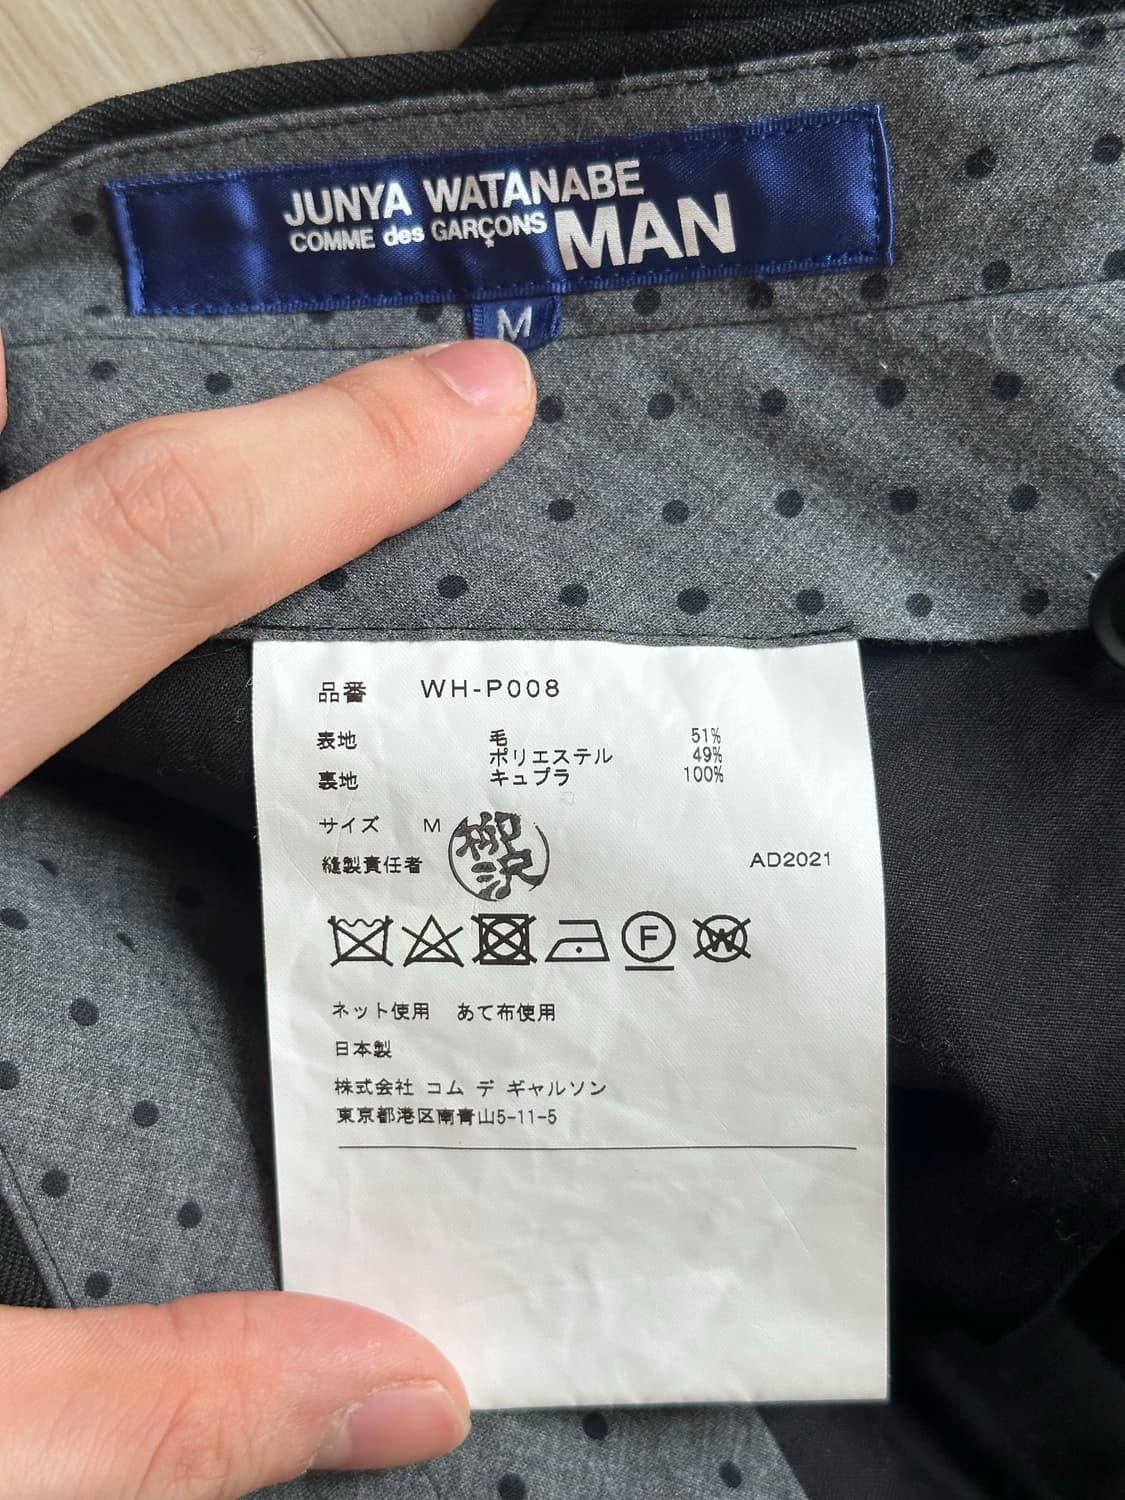 JUNYA WATANABE
COMME des GARÇONS MAN
M
品番 WH-P008
表地 毛 51%
ポリエステル 49%
裏地 キュプラ 100%
サイズ M
縫製責任者 柳沢 AD2021
F W
ネット使用 あて布使用
日本製
株式会社 コム デ ギャルソン
東京都港区南青山5-11-5